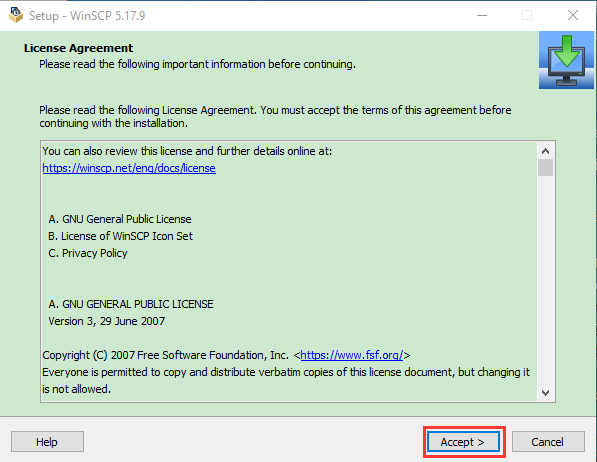 Setup - WinSCP 5.17.9
License Agreement
Please read the following important information before continuing.
Please read the following License Agreement. You must accept the terms of this agreement before
continuing with the installation.
You can also review this license and further details online at:
https://winscp.net/eng/docs/license
A. GNU General Public License
B. License of WinSCP Icon Set
C. Privacy Policy
A. GNU GENERAL PUBLIC LICENSE
Version 3, 29 June 2007
Copyright (C) 2007 Free Software Foundation, Inc. <https://www.fsf.org/>
Everyone is permitted to copy and distribute verbatim copies of this license document, but changing it
is not allowed.
Help
Accept >
Cancel